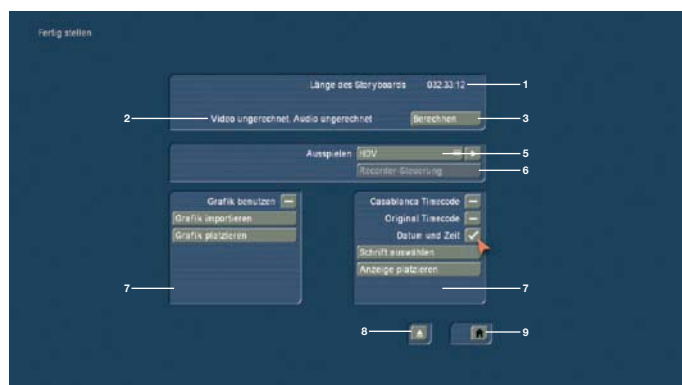 Fertig stellen
Länge des Storyboards 032:33:12 1
2 Video ungerechnet, Audio ungerechnet Berechnen 3
Ausspielen HDV 5
Recorder-Steuerung 6
Grafik benutzen
Grafik importieren
Grafik platzieren
Casablanca Timecode
Original Timecode
Datum und Zeit
Schrift auswählen
Anzeige platzieren
7 7
8 9